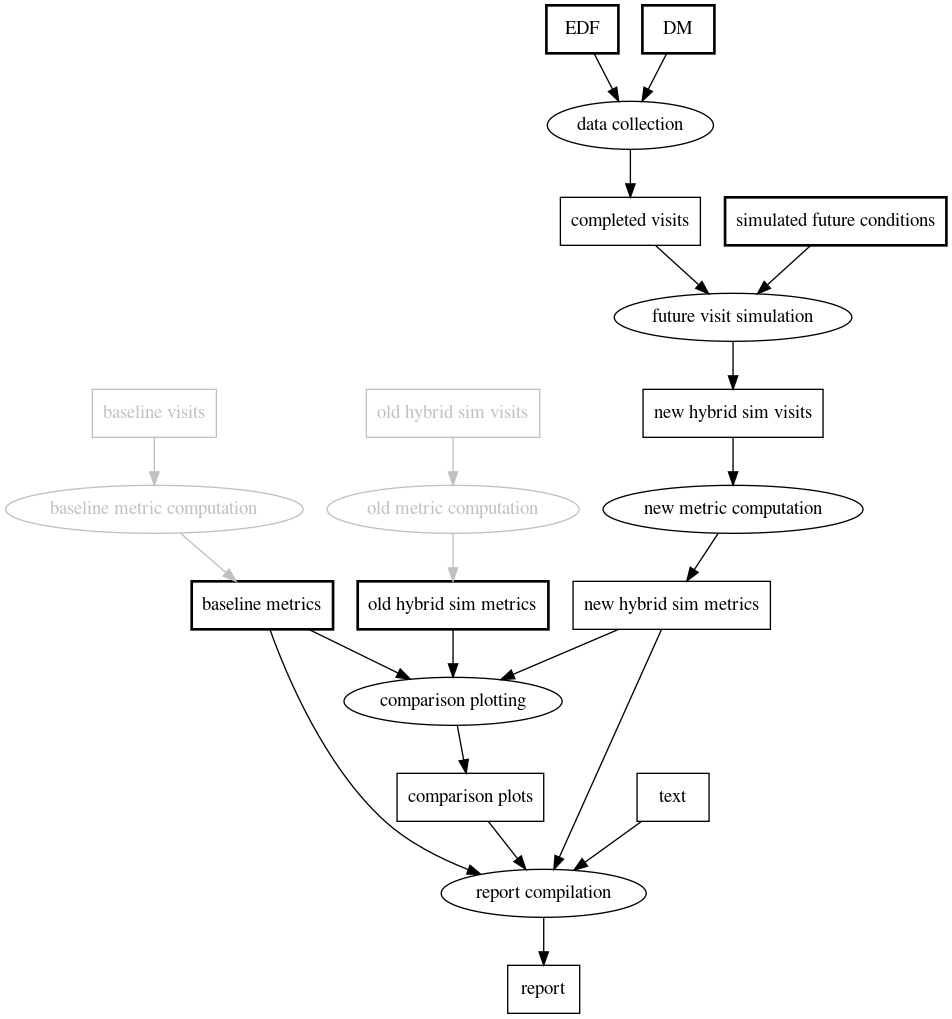 EDF
DM
data collection
completed visits
simulated future conditions
future visit simulation
baseline visits
old hybrid sim visits
new hybrid sim visits
baseline metric computation
old metric computation
new metric computation
baseline metrics
old hybrid sim metrics
new hybrid sim metrics
comparison plotting
comparison plots
text
report compilation
report